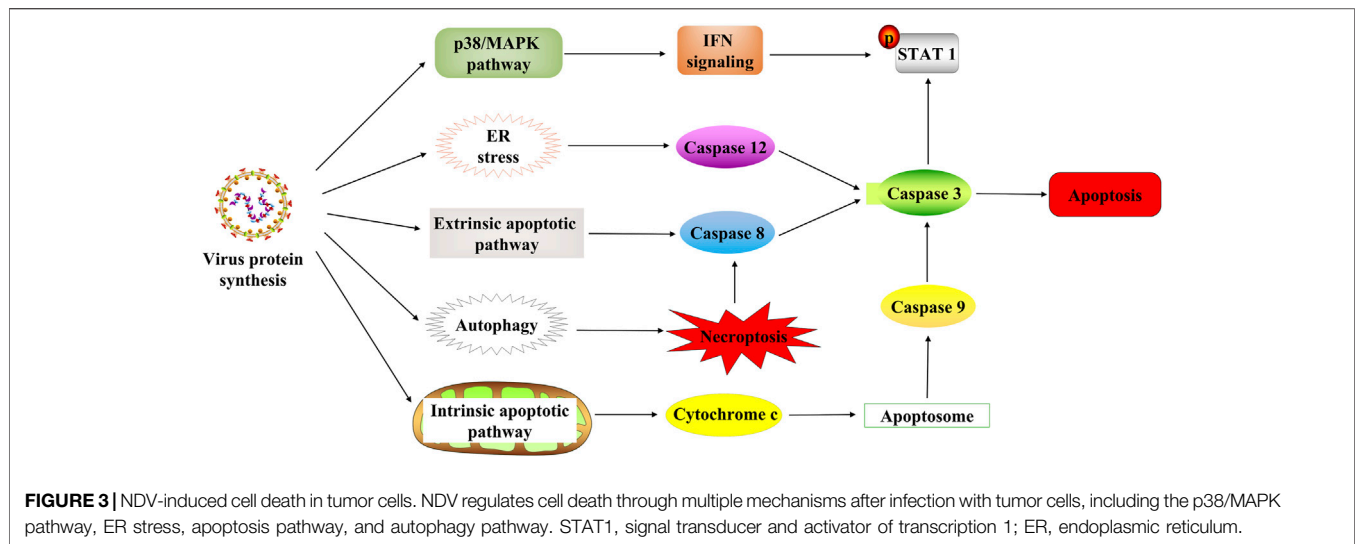 p38/MAPK
pathway
IFN
signaling
p
STAT 1
ER
stress
Caspase 12
Caspase 3
Apoptosis
Virus protein
synthesis
Extrinsic apoptotic
pathway
Caspase 8
Caspase 9
Autophagy
Necroptosis
Intrinsic apoptotic
pathway
Cytochrome c
Apoptosome
FIGURE 3 | NDV-induced cell death in tumor cells. NDV regulates cell death through multiple mechanisms after infection with tumor cells, including the p38/MAPK
pathway, ER stress, apoptosis pathway, and autophagy pathway. STAT1, signal transducer and activator of transcription 1; ER, endoplasmic reticulum.